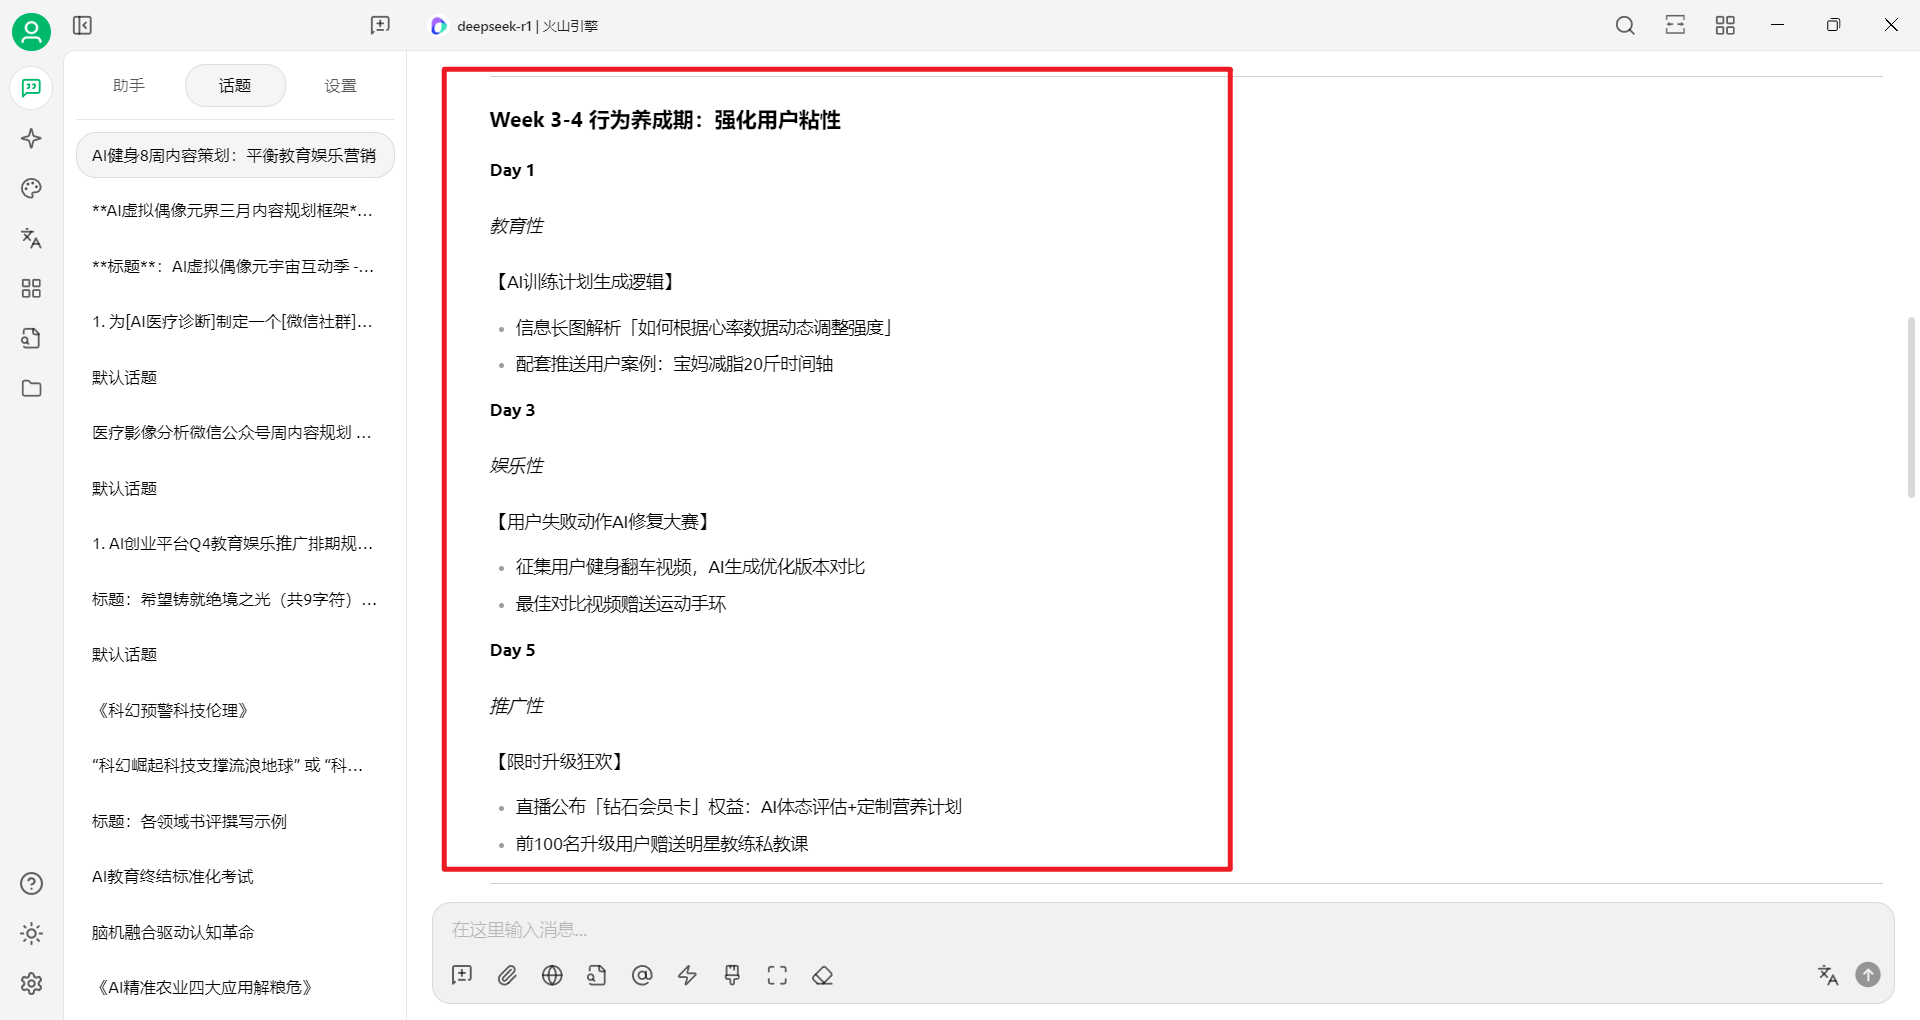 deepseek-r1 | 火山引擎
助手
话题
设置
AI健身8周内容策划：平衡教育娱乐营销
**AI虚拟偶像元界三月内容规划框架*...
**标题**：AI虚拟偶像元宇宙互动季 -...
1. 为[AI医疗诊断]制定一个[微信社群]...
默认话题
医疗影像分析微信公众号周内容规划 ...
默认话题
1. AI创业平台Q4教育娱乐推广排期规...
标题：希望铸就绝境之光（共9字符）...
默认话题
《科幻预警科技伦理》
“科幻崛起科技支撑流浪地球” 或 “科...
标题：各领域书评撰写示例
AI教育终结标准化考试
脑机融合驱动认知革命
《AI精准农业四大应用解粮危》
Week 3-4 行为养成期：强化用户粘性
Day 1
教育性
【AI训练计划生成逻辑】
• 信息长图解析「如何根据心率数据动态调整强度」
• 配套推送用户案例：宝妈减脂20斤时间轴
Day 3
娱乐性
【用户失败动作AI修复大赛】
• 征集用户健身翻车视频，AI生成优化版本对比
• 最佳对比视频赠送运动手环
Day 5
推广性
【限时升级狂欢】
• 直播公布「钻石会员卡」权益：AI体态评估+定制营养计划
• 前100名升级用户赠送明星教练私教课
在这里输入消息...